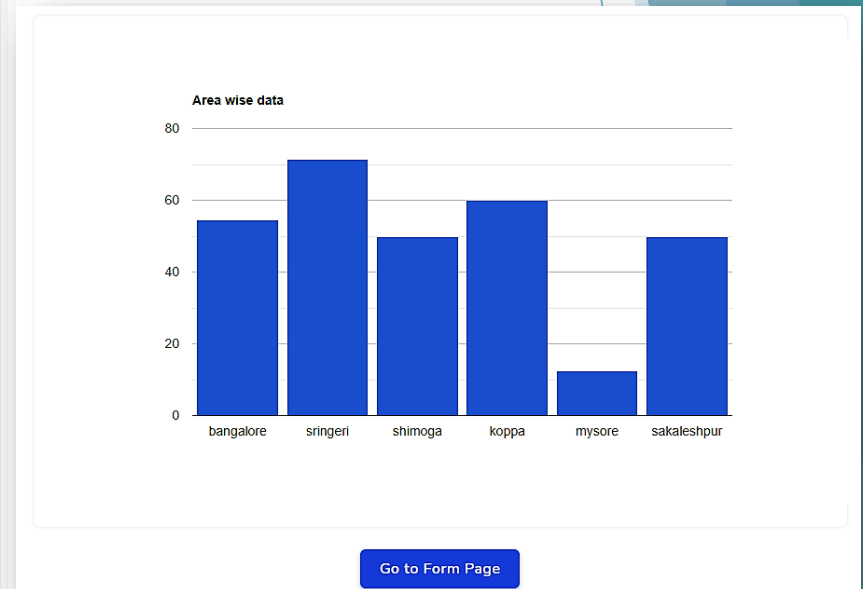 Area wise data
80
60
40
20
0
bangalore sringeri shimoga koppa mysore sakaleshpur
Go to Form Page